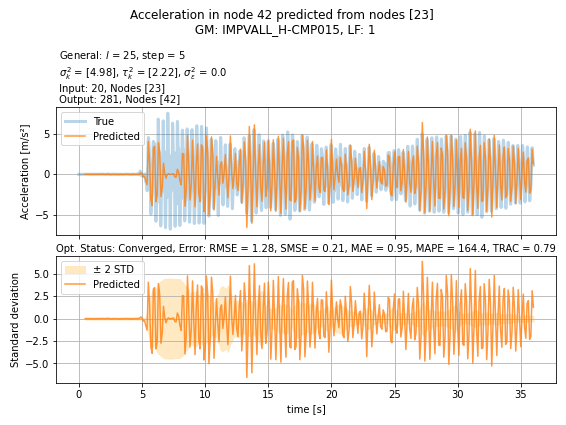 Acceleration in node 42 predicted from nodes [23]
GM: IMPVALL_H-CMP015, LF: 1
General: l = 25, step = 5
σ²ₖ = [4.98], τ²ₖ = [2.22], σ²ε = 0.0
Input: 20, Nodes [23]
Output: 281, Nodes [42]
True
Predicted
Acceleration [m/s²]
5
0
−5
Opt. Status: Converged, Error: RMSE = 1.28, SMSE = 0.21, MAE = 0.95, MAPE = 164.4, TRAC = 0.79
± 2 STD
Predicted
Standard deviation
5.0
2.5
0.0
−2.5
−5.0
0 5 10 15 20 25 30 35
time [s]